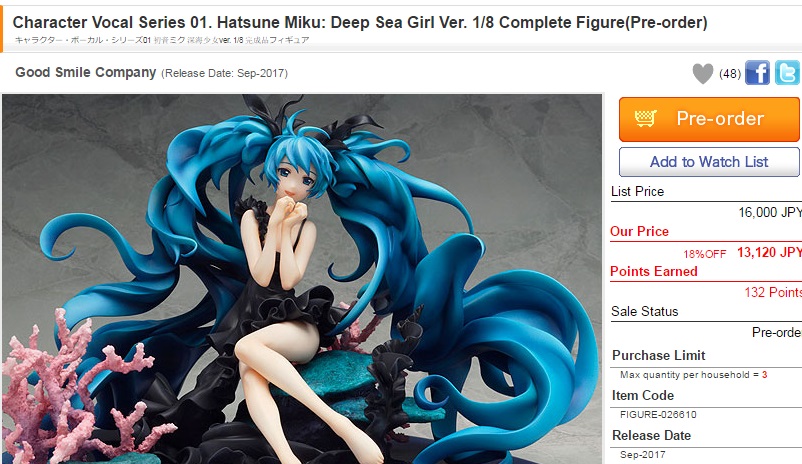 Character Vocal Series 01. Hatsune Miku: Deep Sea Girl Ver. 1/8 Complete Figure(Pre-order)
キャラクター・ボーカル・シリーズ01 初音ミク 深海少女ver. 1/8 完成品フィギュア
Good Smile Company (Release Date: Sep-2017)
(48)
Pre-order
Add to Watch List
List Price
16,000 JPY
Our Price
18%OFF 13,120 JPY
Points Earned
132 Points
Sale Status
Pre-order
Purchase Limit
Max quantity per household = 3
Item Code
FIGURE-026610
Release Date
Sep-2017